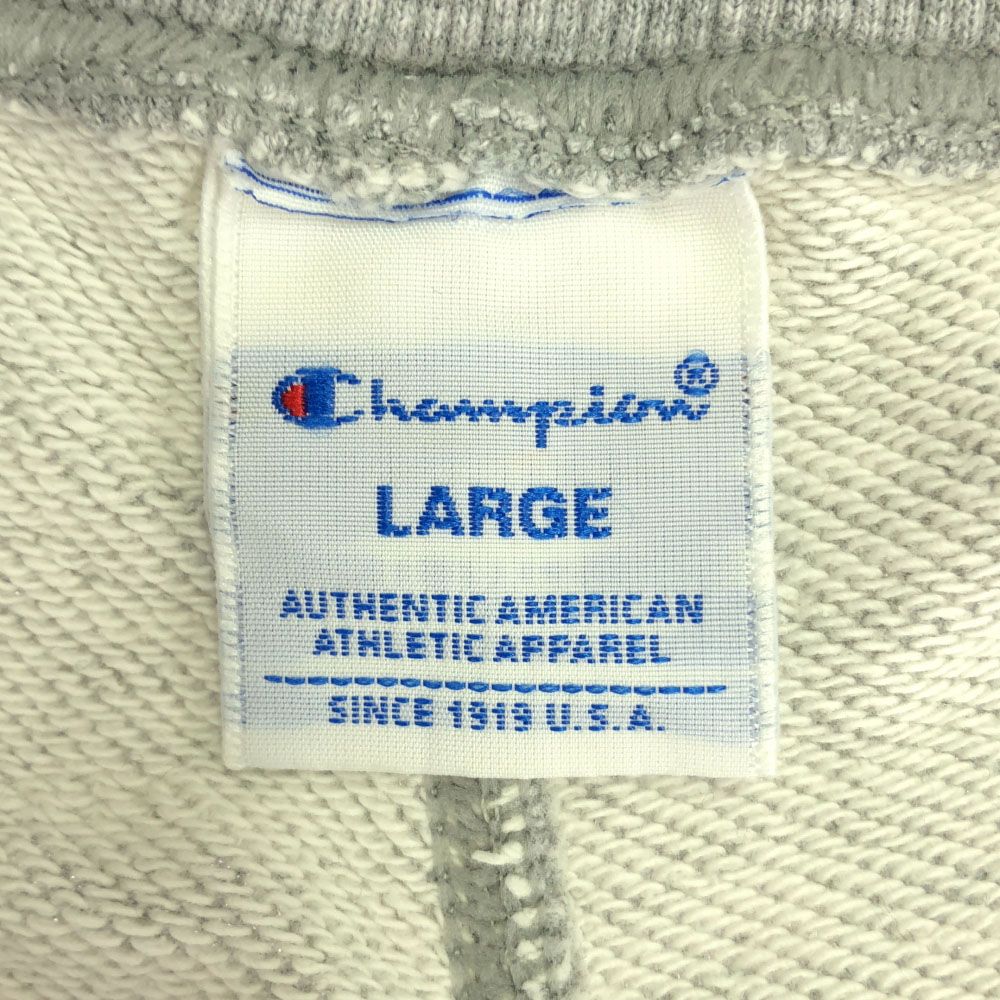 Champion®
LARGE
AUTHENTIC AMERICAN
ATHLETIC APPAREL
SINCE 1919 U.S.A.